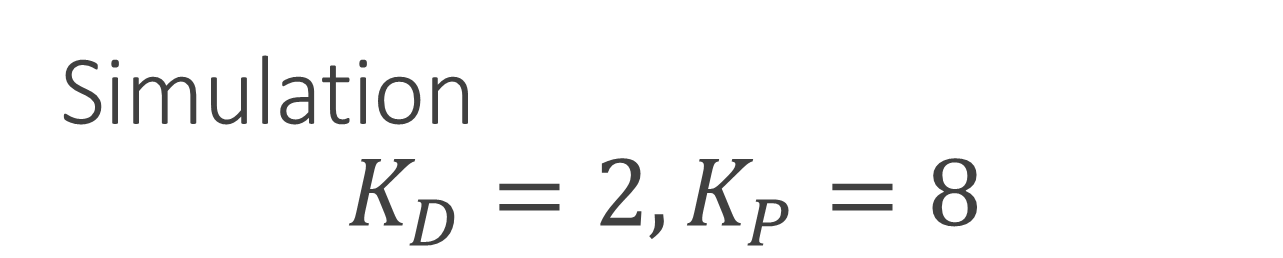 Simulation
K_D = 2, K_P = 8